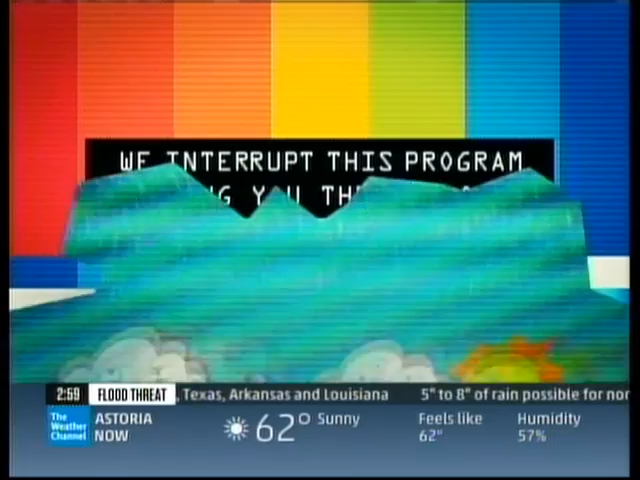 WE INTERRUPT THIS PROGRAM
2:59 FLOOD THREAT , Texas, Arkansas and Louisiana 5" to 8" of rain possible for nor
The
Weather
Channel
ASTORIA
NOW
62° Sunny
Feels like
62°
Humidity
57%